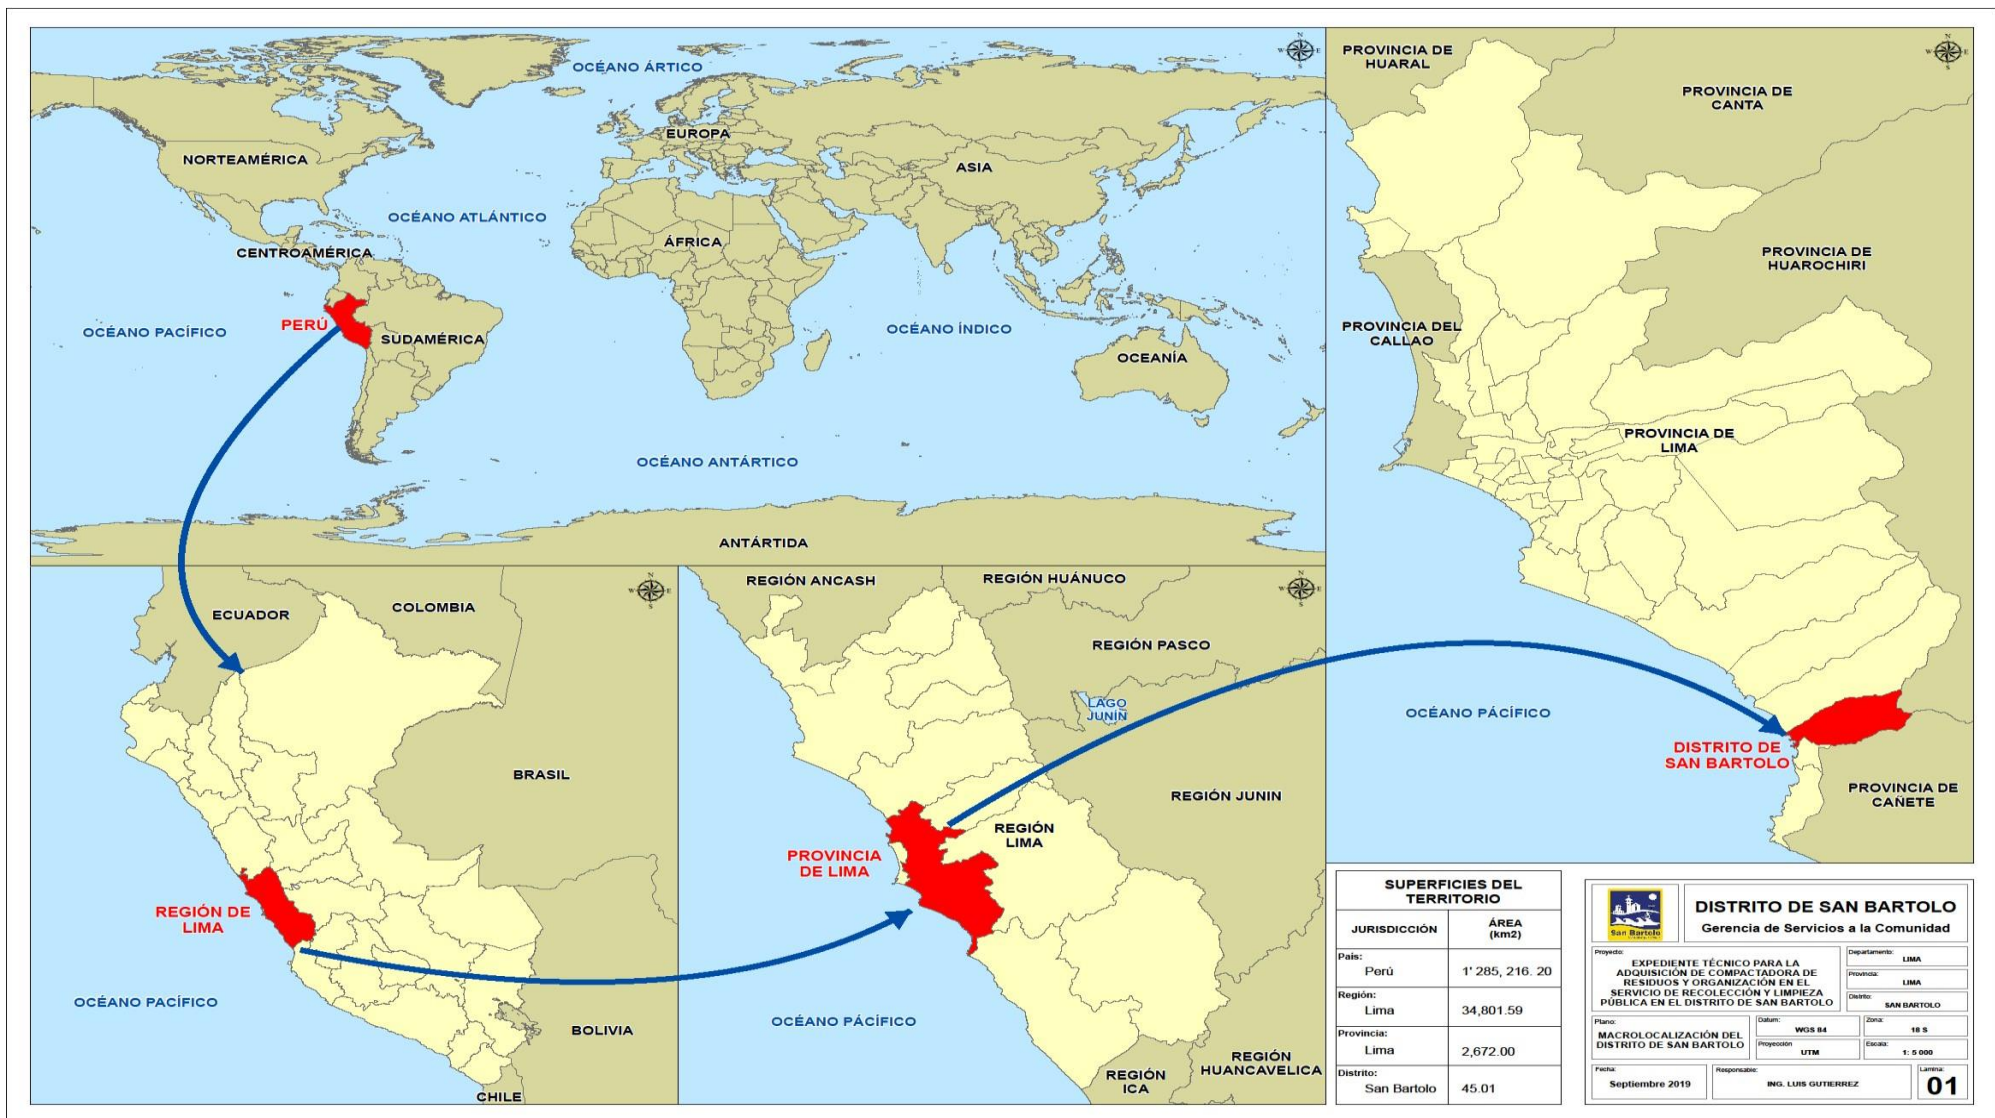 OCÉANO ÁRTICO
EUROPA
NORTEAMÉRICA
ASIA
OCÉANO ATLÁNTICO
CENTROAMÉRICA
ÁFRICA
OCÉANO PACÍFICO
PERÚ
SUDAMÉRICA
OCÉANO ÍNDICO
OCEANÍA
OCÉANO ANTÁRTICO
ANTÁRTIDA
N
E
S
ECUADOR
COLOMBIA
BRASIL
REGIÓN DE
LIMA
OCÉANO PACÍFICO
BOLIVIA
CHILE
N
E
S
REGIÓN ANCASH
REGIÓN HUÁNUCO
REGIÓN PASCO
LAGO
JUNIN
REGIÓN JUNIN
REGIÓN
LIMA
PROVINCIA
DE LIMA
OCÉANO PÁCÍFICO
REGIÓN
ICA
REGIÓN
HUANCAVELICA
N
E
S
PROVINCIA DE
HUARAL
PROVINCIA DE
CANTA
PROVINCIA DE
HUAROCHIRI
PROVINCIA DEL
CALLAO
PROVINCIA DE
LIMA
OCÉANO PÁCÍFICO
DISTRITO DE
SAN BARTOLO
PROVINCIA DE
CAÑETE
N
E
S
SUPERFICIES DEL
TERRITORIO
JURISDICCIÓN ÁREA
(km2)
País:
Perú 1' 285, 216. 20
Región:
Lima 34,801.59
Provincia:
Lima 2,672.00
Distrito:
San Bartolo 45.01
San Bartolo
DISTRITO DE SAN BARTOLO
Gerencia de Servicios a la Comunidad
Proyecto:
EXPEDIENTE TÉCNICO PARA LA
ADQUISICIÓN DE COMPACTADORA DE
RESIDUOS Y ORGANIZACIÓN EN EL
SERVICIO DE RECOLECCIÓN Y LIMPIEZA
PÚBLICA EN EL DISTRITO DE SAN BARTOLO
Departamento:
LIMA
Provincia:
LIMA
Distrito:
SAN BARTOLO
Plano:
MACROLOCALIZACIÓN DEL
DISTRITO DE SAN BARTOLO
Datum:
WGS 84
Zona:
18 S
Proyección
UTM
Escala:
1: 5 000
Fecha:
Septiembre 2019
Responsable:
ING. LUIS GUTIERREZ
Lamina:
01